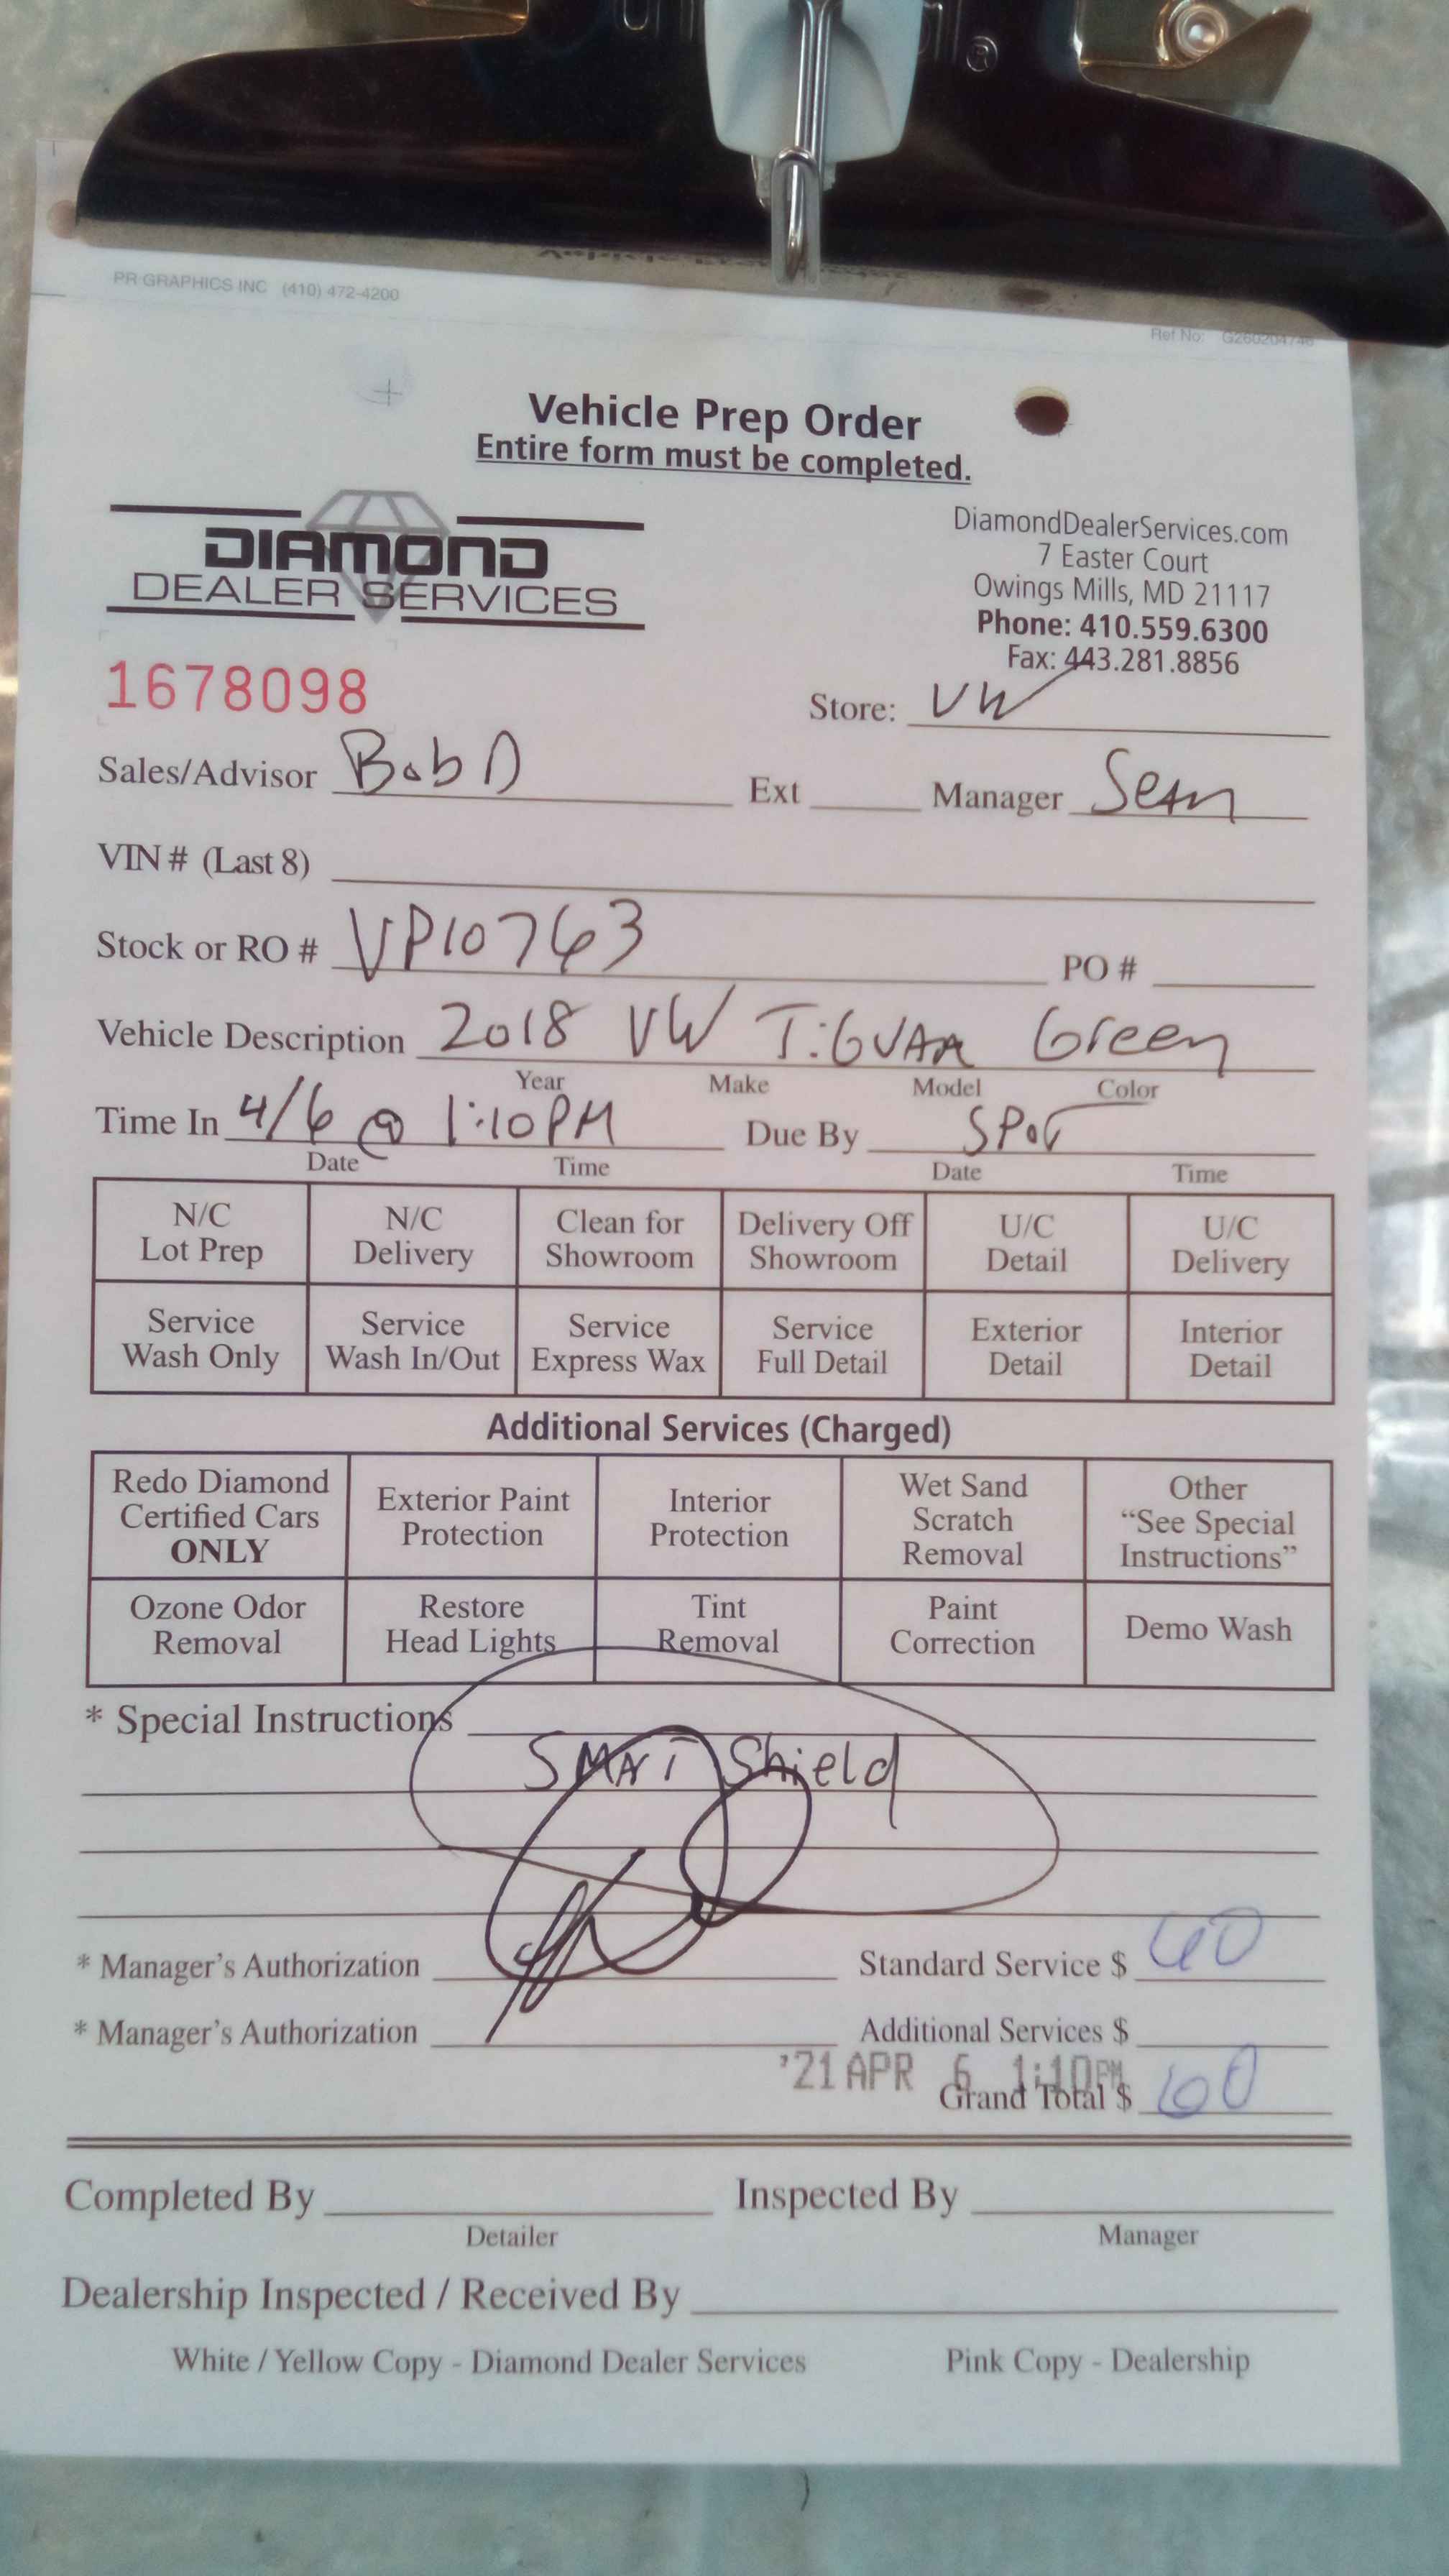 PR GRAPHICS INC (410) 472-4200
Ref No: G260204746
Vehicle Prep Order
Entire form must be completed.
DIAMOND
DEALER SERVICES
DiamondDealerServices.com
7 Easter Court
Owings Mills, MD 21117
Phone: 410.559.6300
Fax: 443.281.8856
1678098
Store: VW
Sales/Advisor Bob D Ext Manager Sean
VIN # (Last 8)
Stock or RO # VP10763 PO #
Vehicle Description 2018 VW TiGUAN Green
Year Make Model Color
Time In 4/6 @ 1:10PM Due By SPOT
Date Time Date Time
N/C Lot Prep
N/C Delivery
Clean for Showroom
Delivery Off Showroom
U/C Detail
U/C Delivery
Service Wash Only
Service Wash In/Out
Service Express Wax
Service Full Detail
Exterior Detail
Interior Detail
Additional Services (Charged)
Redo Diamond Certified Cars ONLY
Exterior Paint Protection
Interior Protection
Wet Sand Scratch Removal
Other "See Special Instructions"
Ozone Odor Removal
Restore Head Lights
Tint Removal
Paint Correction
Demo Wash
* Special Instructions
SMArT Shield
* Manager's Authorization Standard Service $
* Manager's Authorization Additional Services $
'21 APR 6 1:10PM
Grand Total $
Completed By Inspected By
Detailer Manager
Dealership Inspected / Received By
White / Yellow Copy - Diamond Dealer Services Pink Copy - Dealership